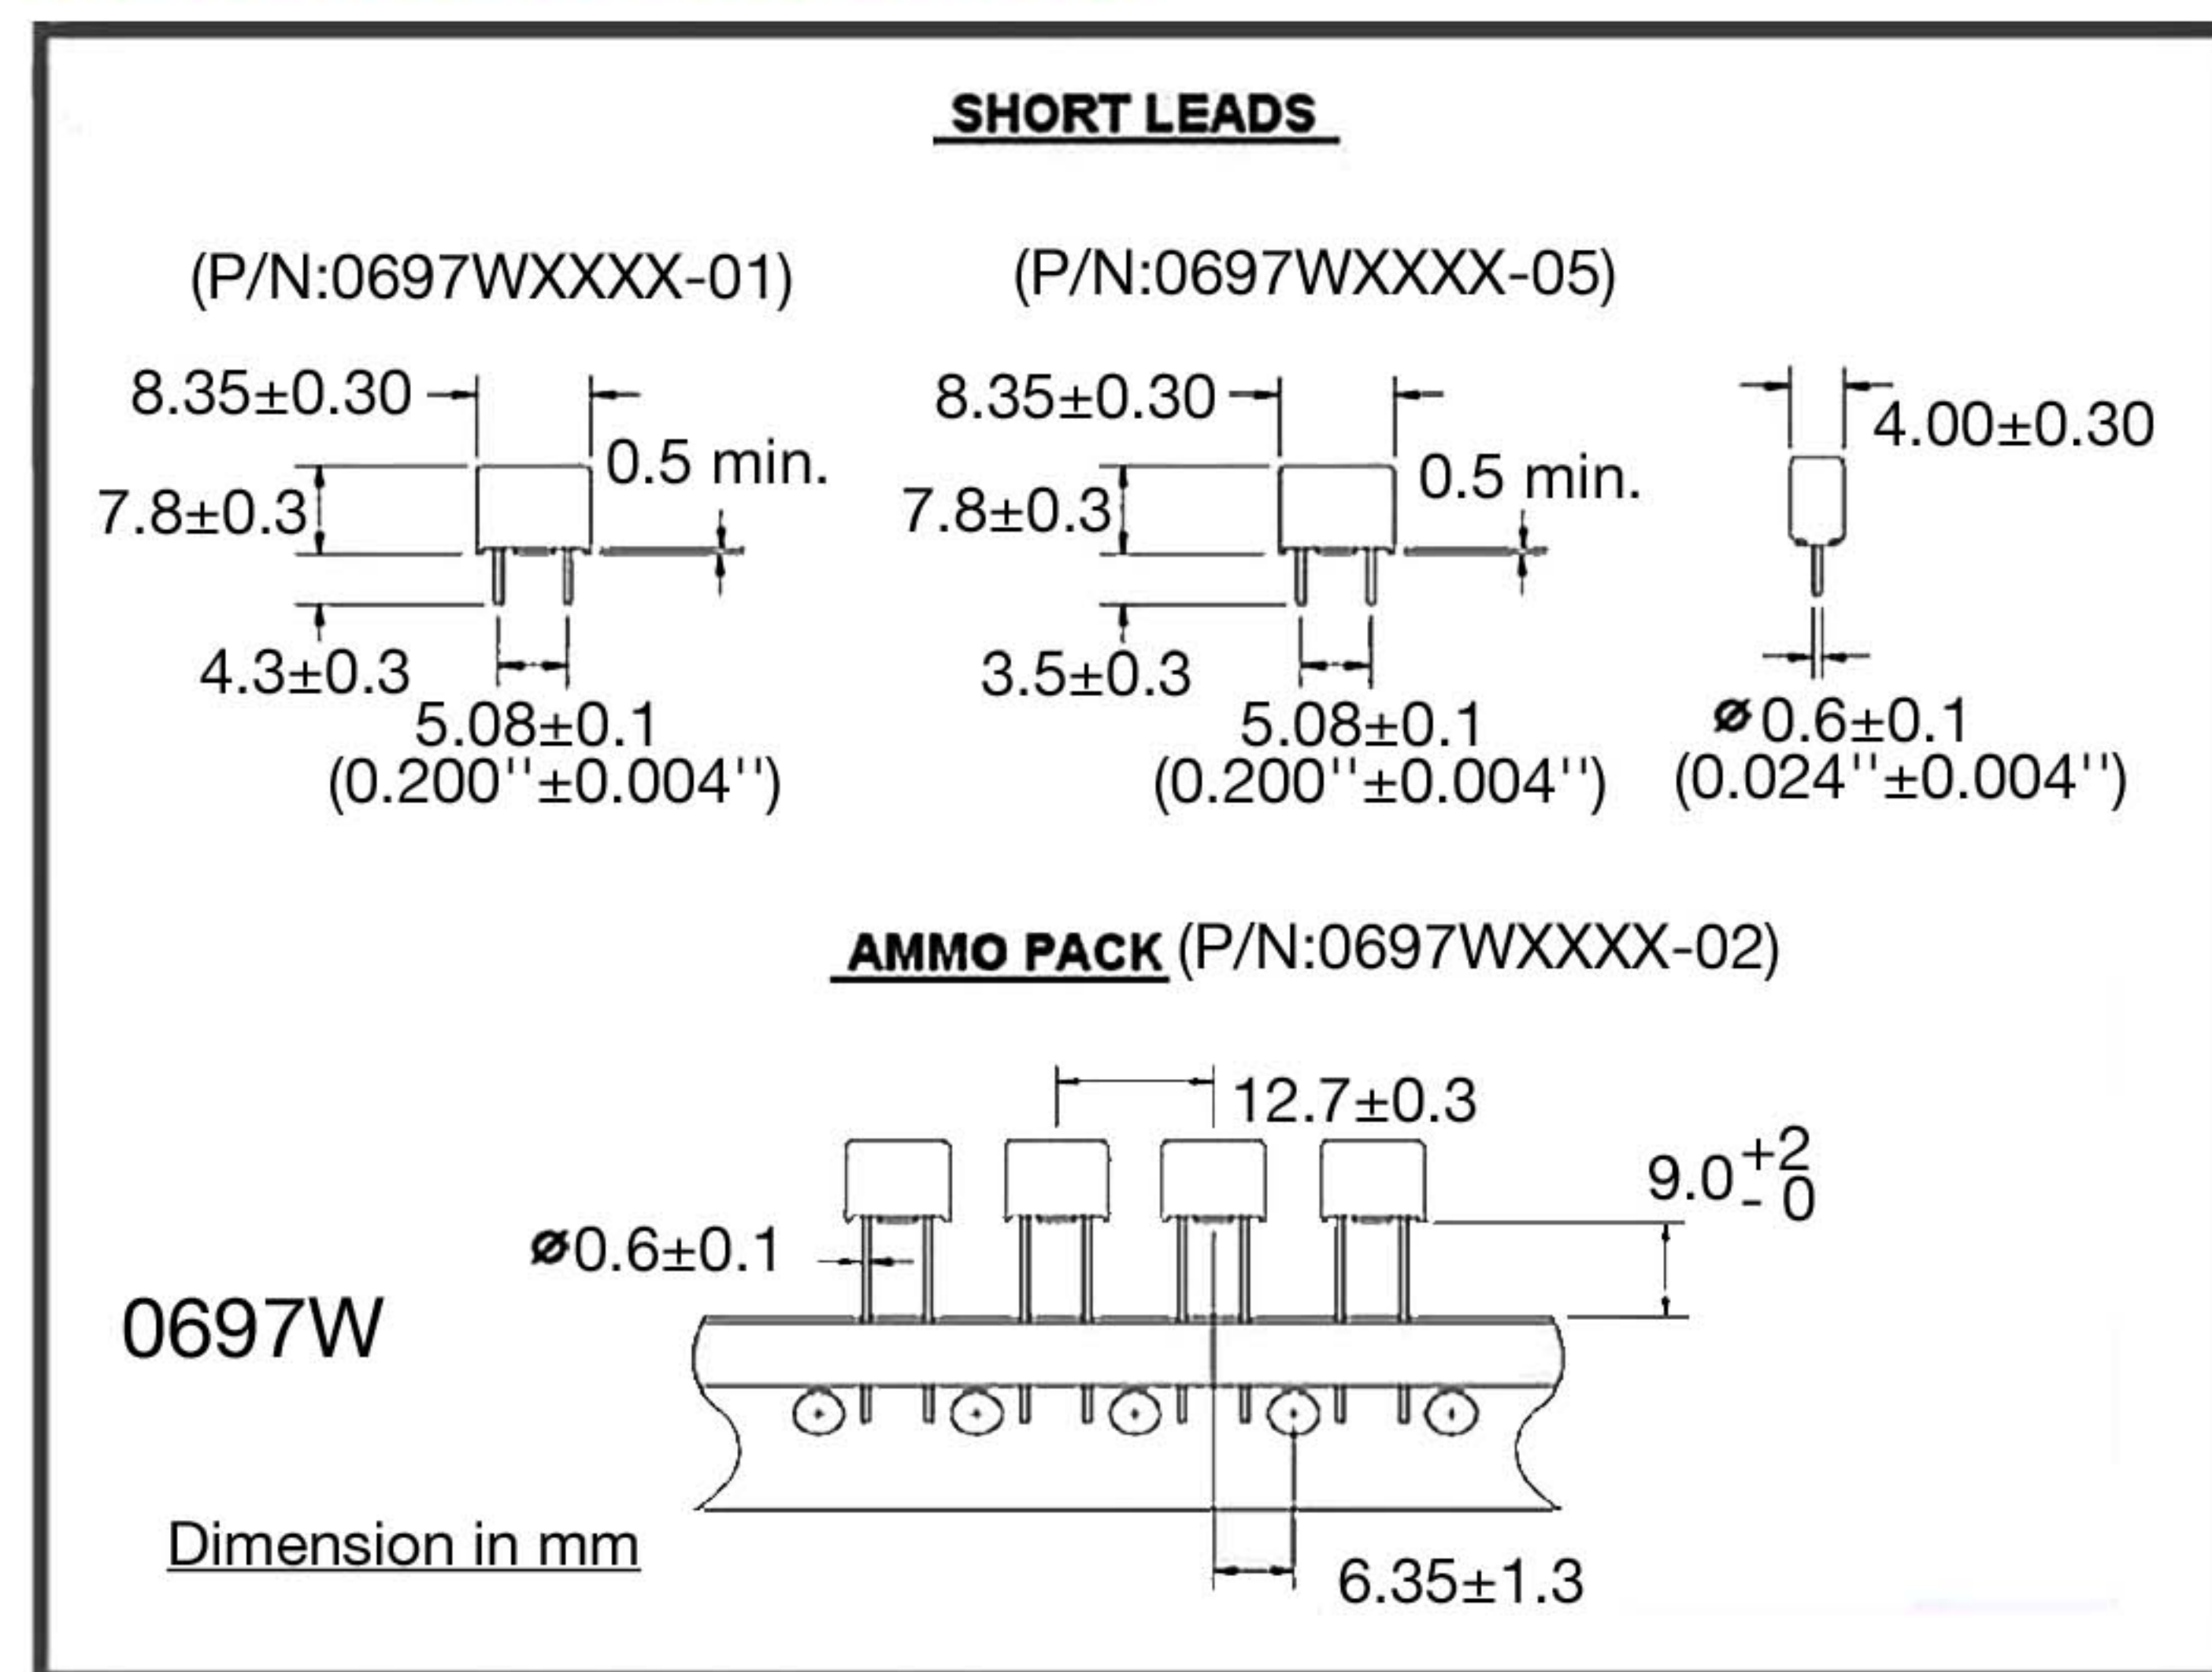 SHORT LEADS
(P/N:0697WXXXX-01)
8.35±0.30
0.5 min.
7.8±0.3
4.3±0.3
5.08±0.1
(0.200''±0.004'')
(P/N:0697WXXXX-05)
8.35±0.30
0.5 min.
7.8±0.3
3.5±0.3
5.08±0.1
(0.200''±0.004'')
4.00±0.30
ø0.6±0.1
(0.024''±0.004'')
AMMO PACK (P/N:0697WXXXX-02)
12.7±0.3
9.0 +2 - 0
ø0.6±0.1
0697W
Dimension in mm
6.35±1.3